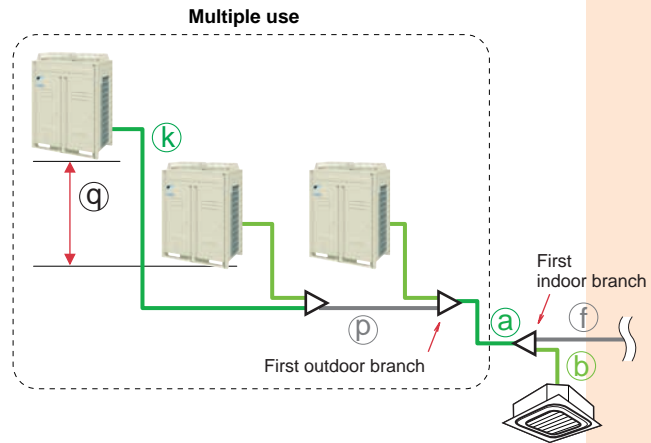 Multiple use
k
q
First
indoor branch
a
f
p
First outdoor branch
b